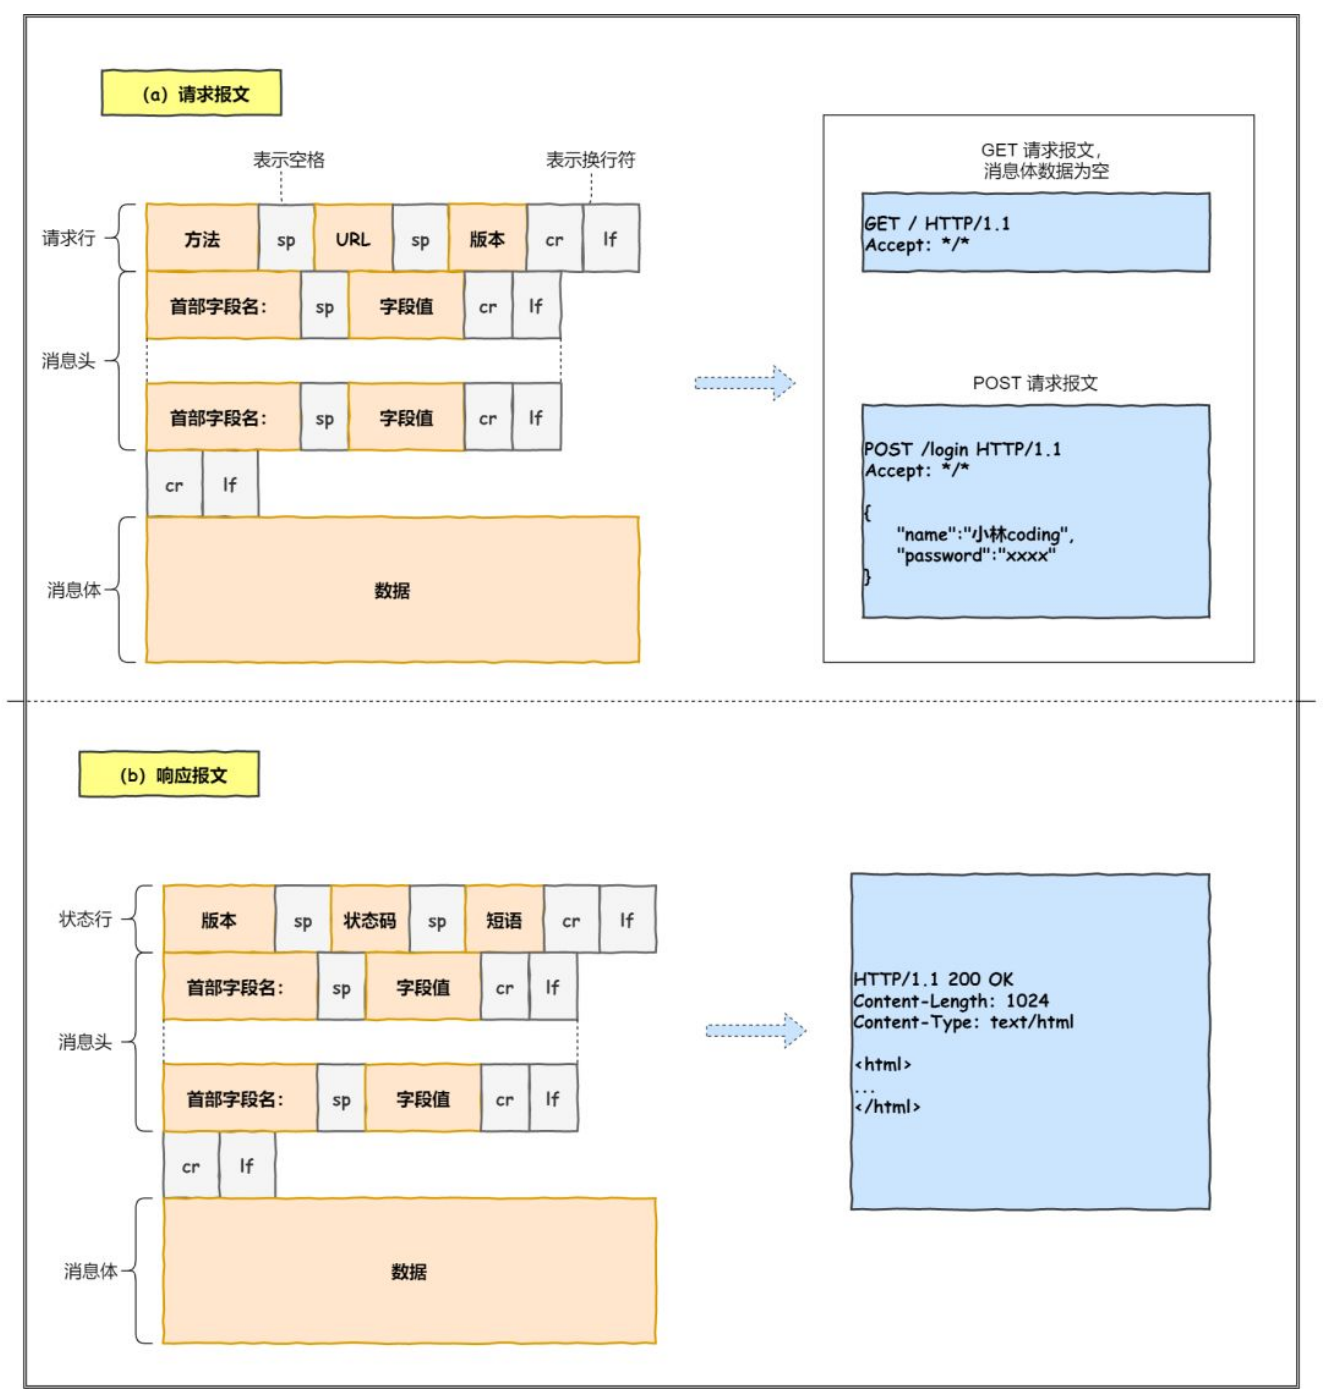 (a) 请求报文
表示空格
表示换行符
请求行
方法 sp URL sp 版本 cr lf
消息头
首部字段名: sp 字段值 cr lf
首部字段名: sp 字段值 cr lf
cr lf
消息体
数据
GET 请求报文,
消息体数据为空
GET / HTTP/1.1
Accept: */*
POST 请求报文
POST /login HTTP/1.1
Accept: */*
{
"name":"小林coding",
"password":"xxxx"
}
(b) 响应报文
状态行
版本 sp 状态码 sp 短语 cr lf
消息头
首部字段名: sp 字段值 cr lf
首部字段名: sp 字段值 cr lf
cr lf
消息体
数据
HTTP/1.1 200 OK
Content-Length: 1024
Content-Type: text/html
<html>
...
</html>